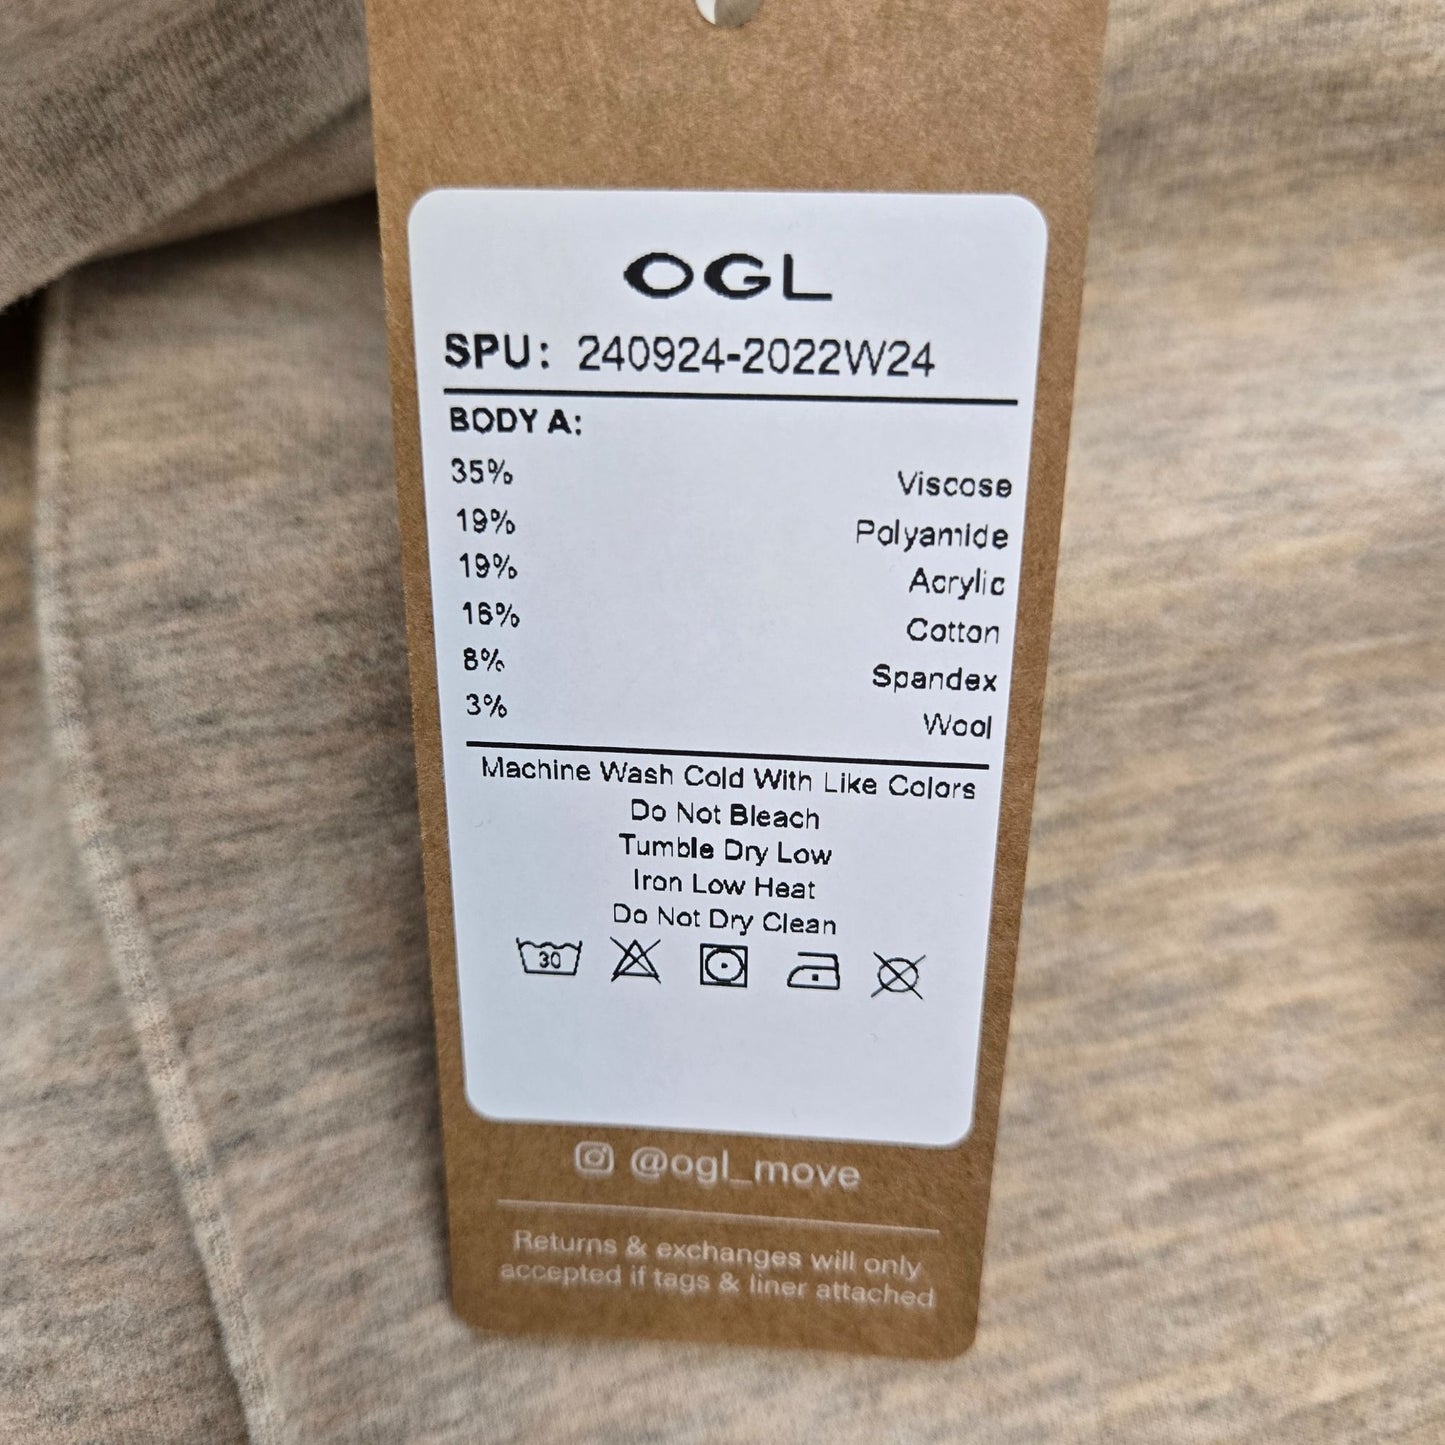 OGL
SPU: 240924-2022W24
BODY A:
35% Viscose
19% Polyamide
19% Acrylic
16% Cotton
8% Spandex
3% Wool
Machine Wash Cold With Like Colors
Do Not Bleach
Tumble Dry Low
Iron Low Heat
Do Not Dry Clean
30
@ogl_move
Returns & exchanges will only
accepted if tags & liner attached